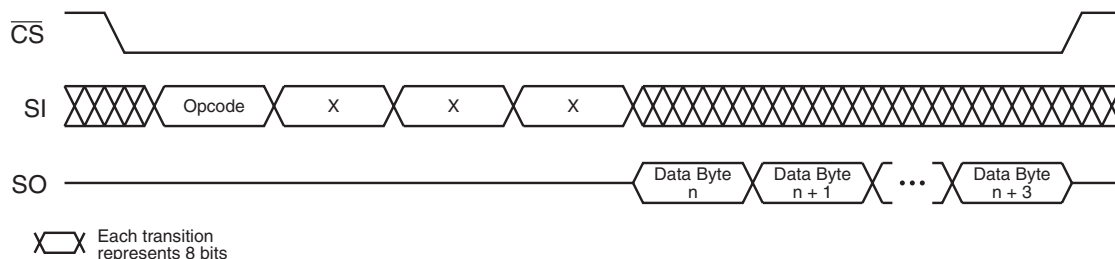 CS
SI
Opcode
X
X
X
SO
Data Byte
n
Data Byte
n + 1
•••
Data Byte
n + 3
Each transition
represents 8 bits